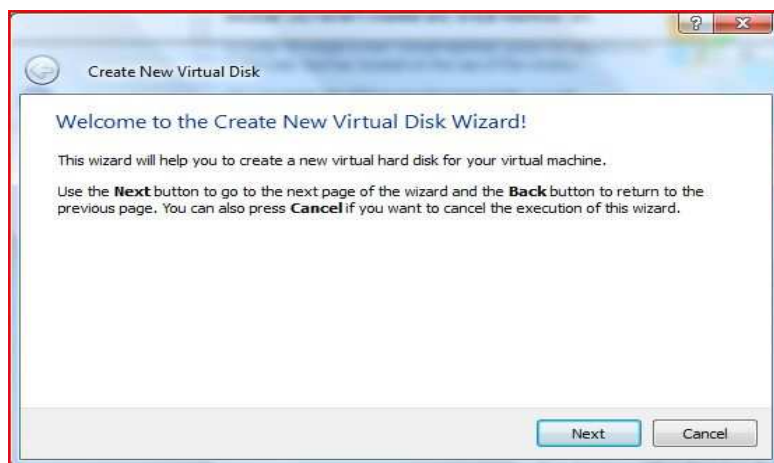 Create New Virtual Disk
Welcome to the Create New Virtual Disk Wizard!
This wizard will help you to create a new virtual hard disk for your virtual machine.
Use the Next button to go to the next page of the wizard and the Back button to return to the
previous page. You can also press Cancel if you want to cancel the execution of this wizard.
Next
Cancel